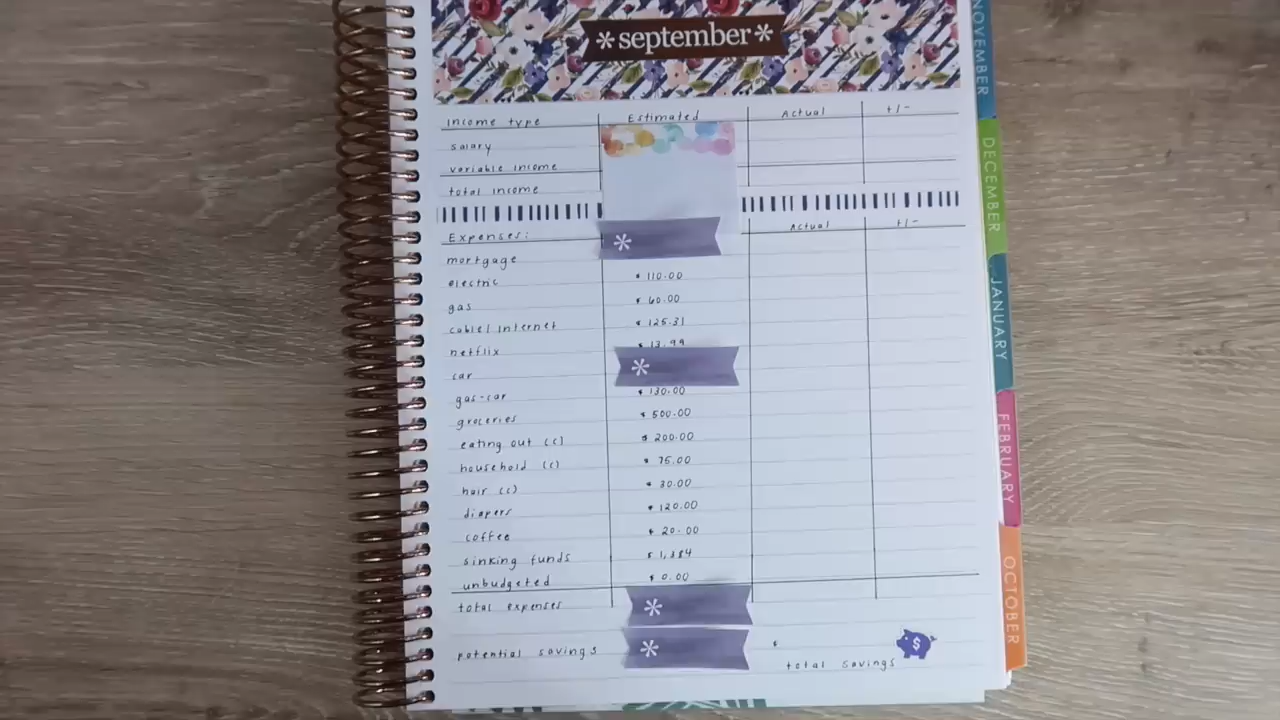 *september*
Income type Estimated Actual +/-
salary
variable income
total income
Expenses: Actual +/-
mortgage
electric $ 110.00
gas $ 60.00
cable/internet $ 125.31
netflix $ 13.99
car
gas-car $ 130.00
groceries $ 500.00
eating out (c) $ 200.00
household (c) $ 75.00
hair (c) $ 30.00
diapers $ 120.00
coffee $ 20.00
sinking funds $ 1,384
unbudgeted $ 0.00
total expenses
potential savings $
total savings $
NOVEMBER
DECEMBER
JANUARY
FEBRUARY
OCTOBER